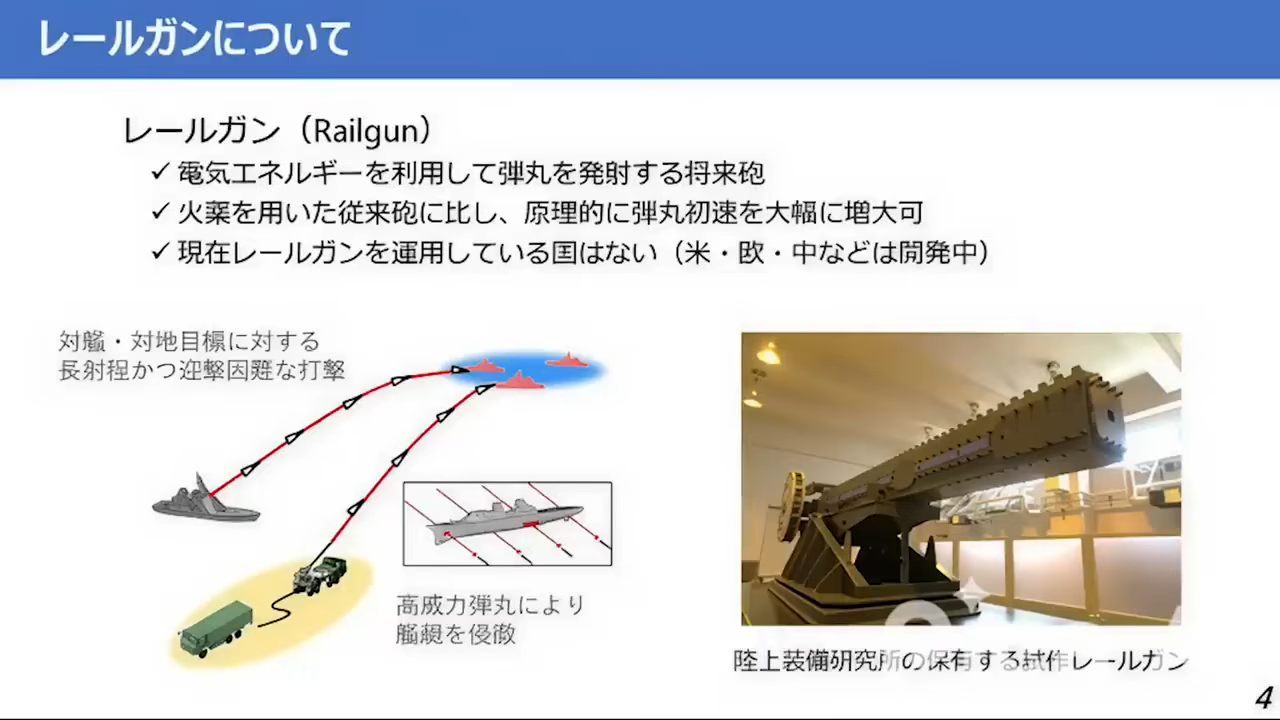 レールガンについて
レールガン（Railgun）
✓ 電気エネルギーを利用して弾丸を発射する将来砲
✓ 火薬を用いた従来砲に比し、原理的に弾丸初速を大幅に増大可
✓ 現在レールガンを運用している国はない（米・欧・中などは開発中）
対艦・対地目標に対する
長射程かつ迎撃困難な打撃
高威力弾丸により
艦艇を侵徹
陸上装備研究所の保有する試作レールガン
4